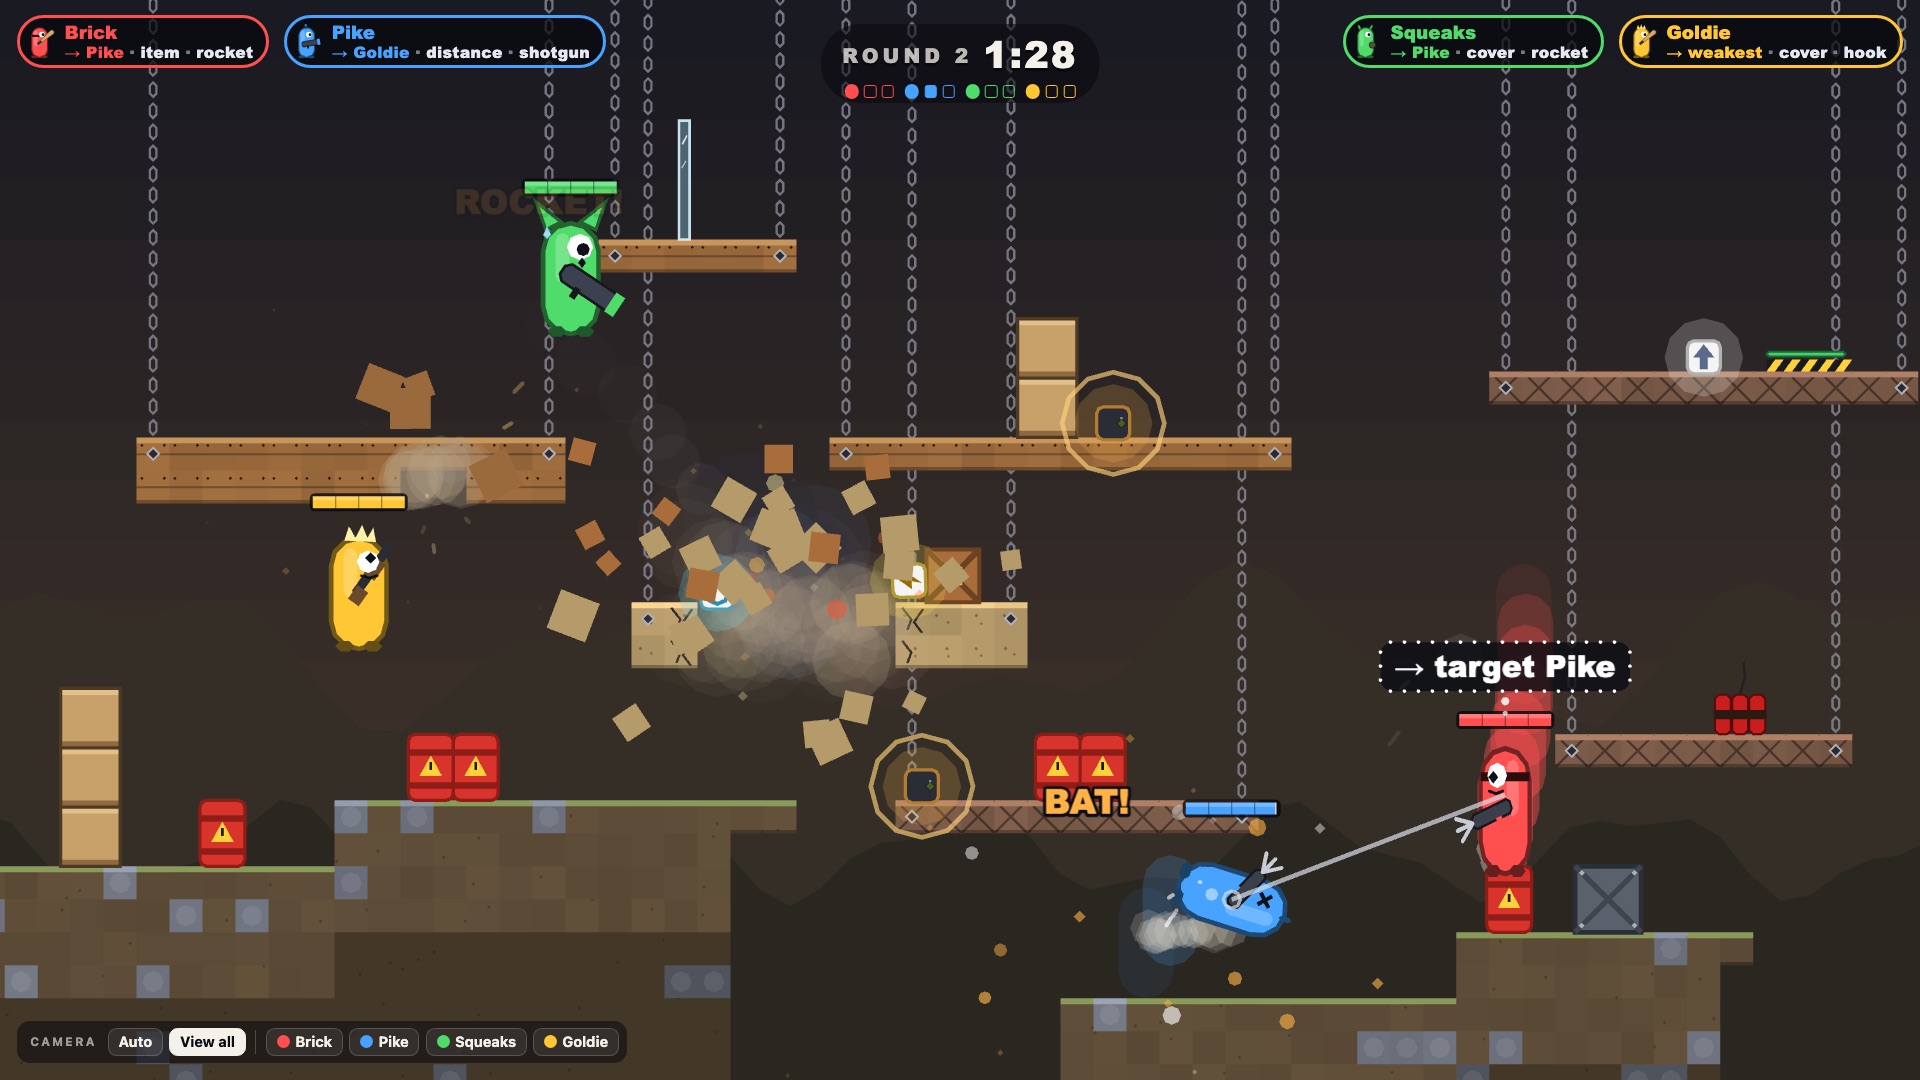 Brick
→ Pike · item · rocket
Pike
→ Goldie · distance · shotgun
ROUND 2 1:28
Squeaks
→ Pike · cover · rocket
Goldie
→ weakest · cover · hook
ROCKET!
→ target Pike
BAT!
CAMERA Auto View all Brick Pike Squeaks Goldie